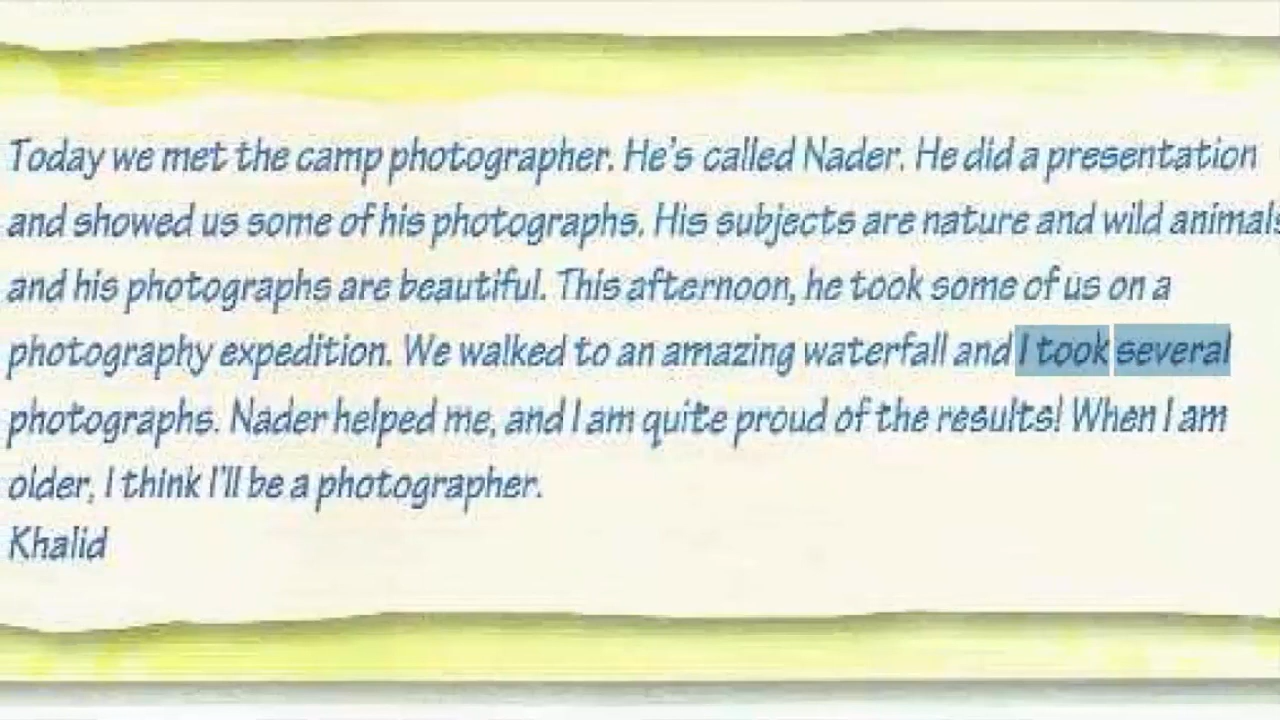 Today we met the camp photographer. He's called Nader. He did a presentation
and showed us some of his photographs. His subjects are nature and wild animals
and his photographs are beautiful. This afternoon, he took some of us on a
photography expedition. We walked to an amazing waterfall and I took several
photographs. Nader helped me, and I am quite proud of the results! When I am
older, I think I'll be a photographer.
Khalid